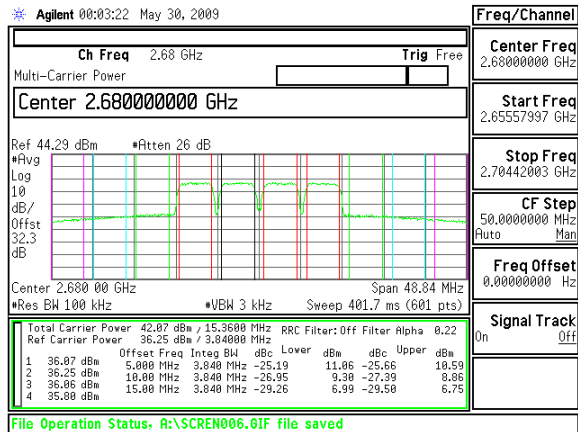 Agilent 00:03:22 May 30, 2009
Freq/Channel
Ch Freq 2.68 GHz Trig Free
Multi-Carrier Power
Center 2.680000000 GHz
Center Freq
2.68000000 GHz
Start Freq
2.65557997 GHz
Stop Freq
2.70442003 GHz
CF Step
50.0000000 MHz
Auto Man
Freq Offset
0.00000000 Hz
Signal Track
On Off
Ref 44.29 dBm #Atten 26 dB
#Avg
Log
10
dB/
Offst
32.3
dB
Center 2.680 00 GHz Span 48.84 MHz
#Res BW 100 kHz #VBW 3 kHz Sweep 401.7 ms (601 pts)
Total Carrier Power 42.07 dBm / 15.3600 MHz RRC Filter: Off Filter Alpha 0.22
Ref Carrier Power 36.25 dBm / 3.84000 MHz
Offset Freq Integ BW dBc Lower dBm dBc Upper dBm
1 36.07 dBm 5.000 MHz 3.840 MHz -25.19 11.06 -25.66 10.59
2 36.25 dBm 10.00 MHz 3.840 MHz -26.95 9.30 -27.39 8.86
3 36.06 dBm 15.00 MHz 3.840 MHz -29.26 6.99 -29.50 6.75
4 35.80 dBm
File Operation Status, A:\SCREN006.GIF file saved